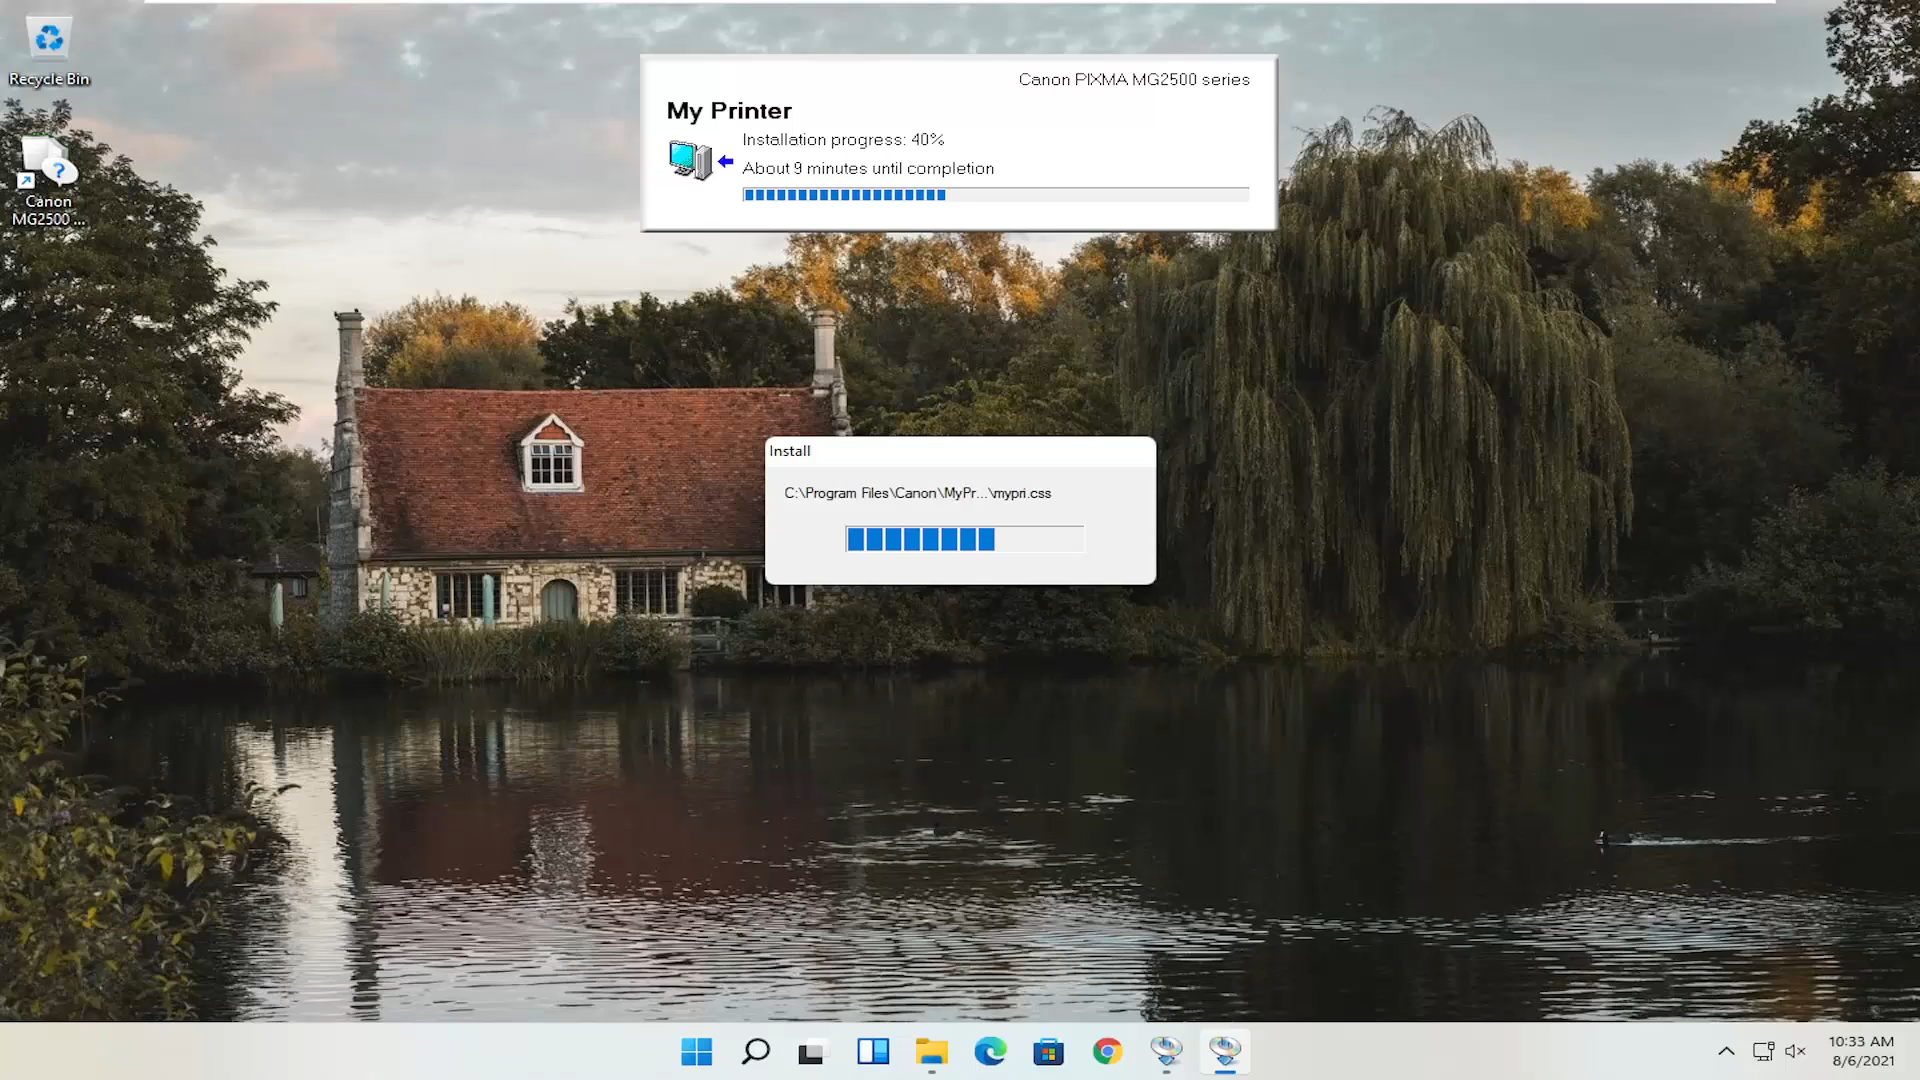 Recycle Bin
Canon
MG2500 ...
Canon PIXMA MG2500 series
My Printer
Installation progress: 40%
About 9 minutes until completion
Install
C:\Program Files\Canon\MyPr...\mypri.css
10:33 AM
8/6/2021